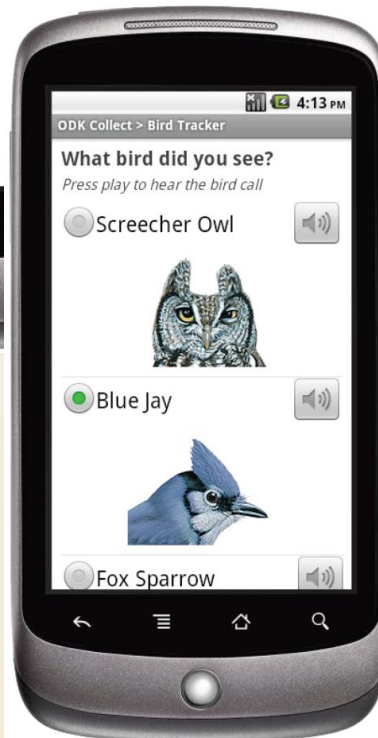 4:13 PM
ODK Collect > Bird Tracker
What bird did you see?
Press play to hear the bird call
Screecher Owl
Blue Jay
Fox Sparrow